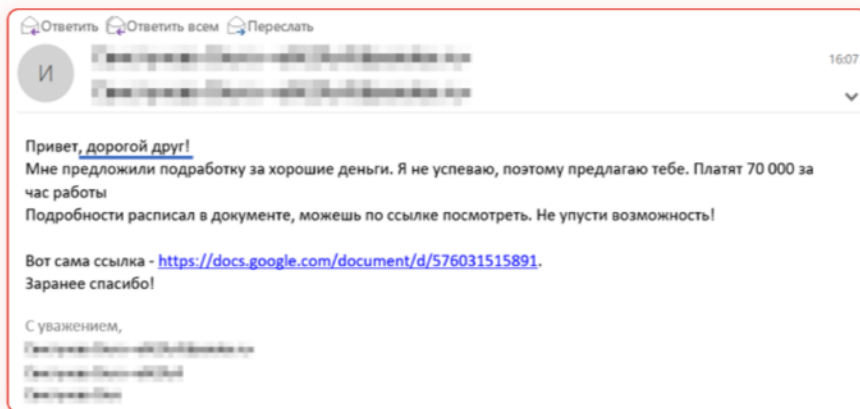 Ответить Ответить всем Переслать
И
16:07
Привет, дорогой друг!
Мне предложили подработку за хорошие деньги. Я не успеваю, поэтому предлагаю тебе. Платят 70 000 за
час работы
Подробности расписал в документе, можешь по ссылке посмотреть. Не упусти возможность!
Вот сама ссылка - https://docs.google.com/document/d/576031515891.
Заранее спасибо!
С уважением,